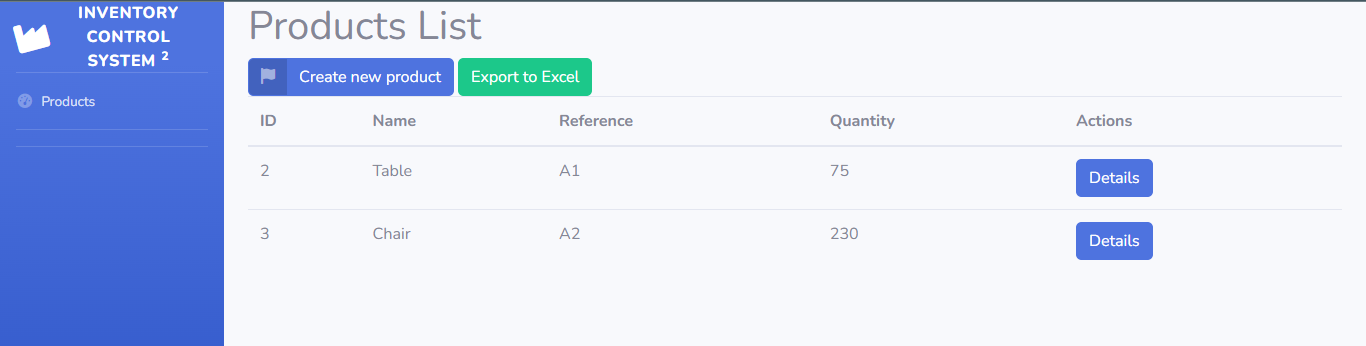 INVENTORY
CONTROL
SYSTEM 2
Products
Products List
Create new product Export to Excel
ID Name Reference Quantity Actions
2 Table A1 75 Details
3 Chair A2 230 Details